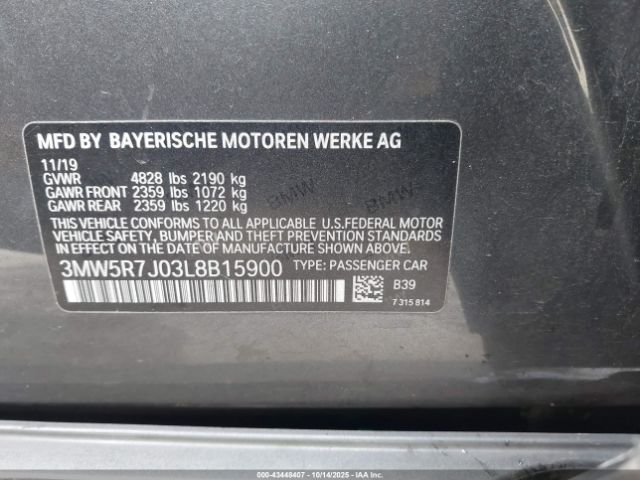 MFD BY BAYERISCHE MOTOREN WERKE AG
11/19
GVWR 4828 lbs 2190 kg
GAWR FRONT 2359 lbs 1072 kg
GAWR REAR 2359 lbs 1220 kg
THIS VEHICLE CONFORMS TO ALL APPLICABLE U.S.FEDERAL MOTOR
VEHICLE SAFETY, BUMPER, AND THEFT PREVENTION STANDARDS
IN EFFECT ON THE DATE OF MANUFACTURE SHOWN ABOVE.
3MW5R7J03L8B15900 TYPE: PASSENGER CAR
B39
7 315 814
BMW
BMW
000-43448407 - 10/14/2025 - IAA, Inc.